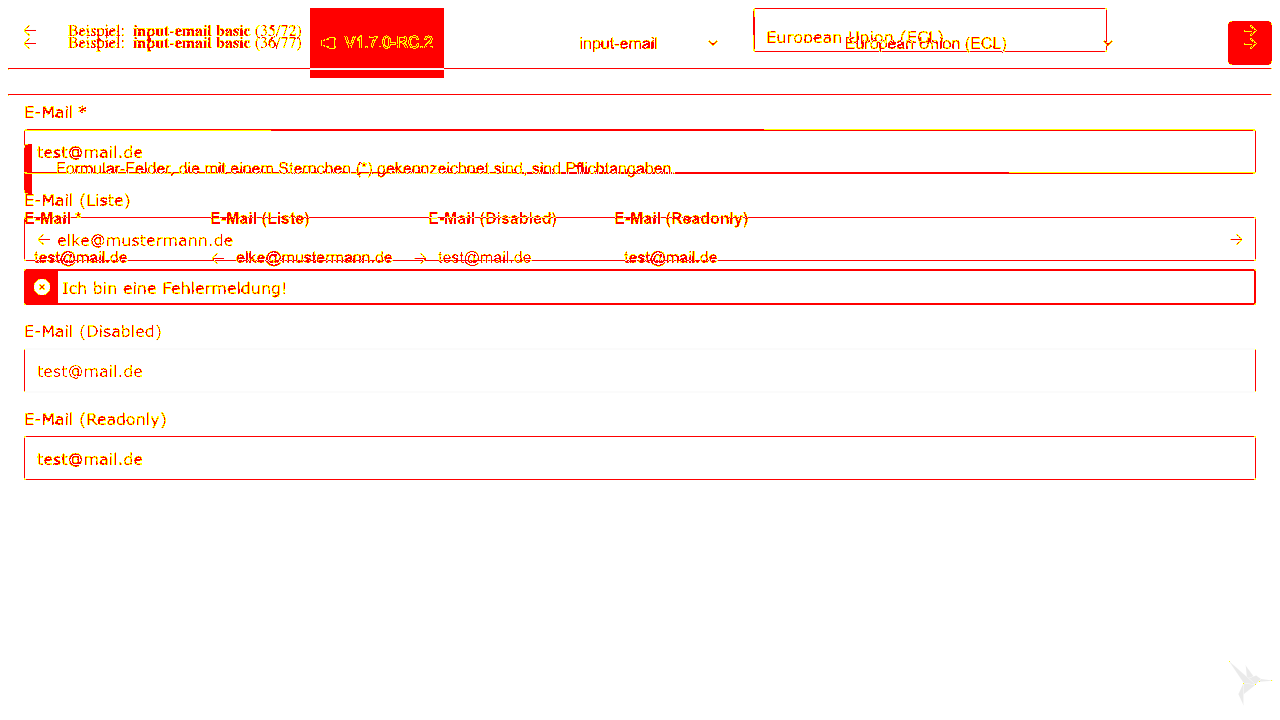 ← Beispiel: input-email basic (35/72)
← Beispiel: input-email basic (36/77)
V1.7.0-RC.2
input-email
European Union (ECL)
European Union (ECL)
→
→
E-Mail *
test@mail.de
Formular-Felder, die mit einem Sternchen (*) gekennzeichnet sind, sind Pflichtangaben.
E-Mail (Liste)
E-Mail * E-Mail (Liste) E-Mail (Disabled) E-Mail (Readonly)
← elke@mustermann.de →
test@mail.de ← elke@mustermann.de → test@mail.de test@mail.de
Ich bin eine Fehlermeldung!
E-Mail (Disabled)
test@mail.de
E-Mail (Readonly)
test@mail.de